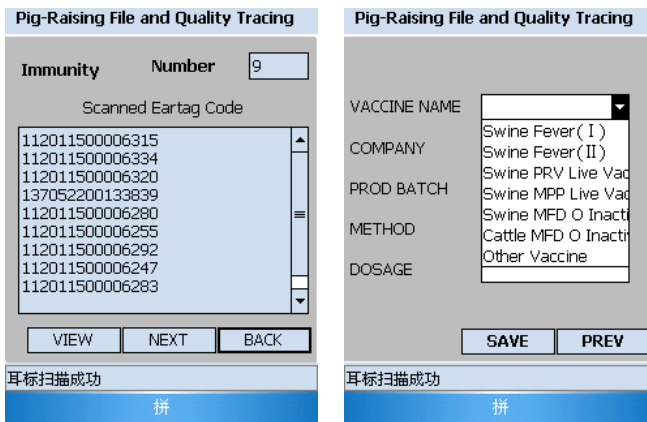 Pig-Raising File and Quality Tracing
Immunity Number 9
Scanned Eartag Code
112011500006315
112011500006334
112011500006320
1370522200133839
112011500006280
112011500006255
112011500006292
112011500006247
112011500006283
VIEW NEXT BACK
耳标扫描成功
拼
Pig-Raising File and Quality Tracing
VACCINE NAME
Swine Fever(Ⅰ)
Swine Fever(Ⅱ)
COMPANY
Swine PRV Live Vac
PROD BATCH
Swine MPP Live Vac
Swine MFD O Inacti
METHOD
Cattle MFD O Inacti
Other Vaccine
DOSAGE
SAVE PREV
耳标扫描成功
拼